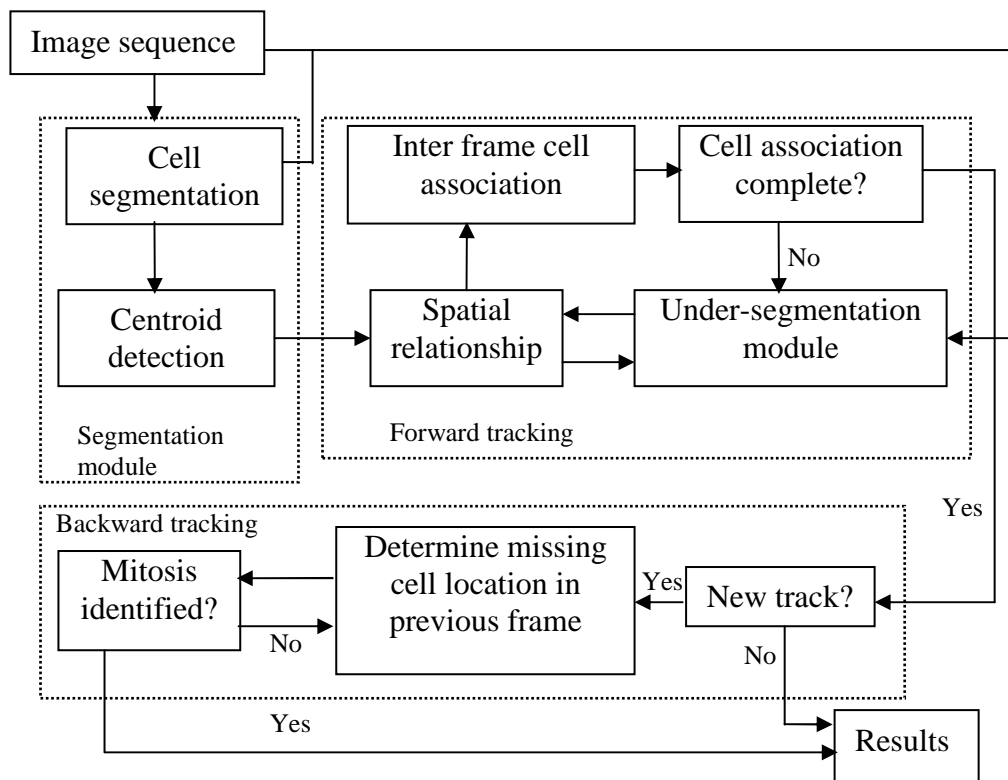 Image sequence
Cell
segmentation
Centroid
detection
Segmentation
module
Inter frame cell
association
Cell association
complete?
No
Spatial
relationship
Under-segmentation
module
Forward tracking
Yes
Backward tracking
Mitosis
identified?
No
Determine missing
cell location in
previous frame
Yes
New track?
No
Yes
Results